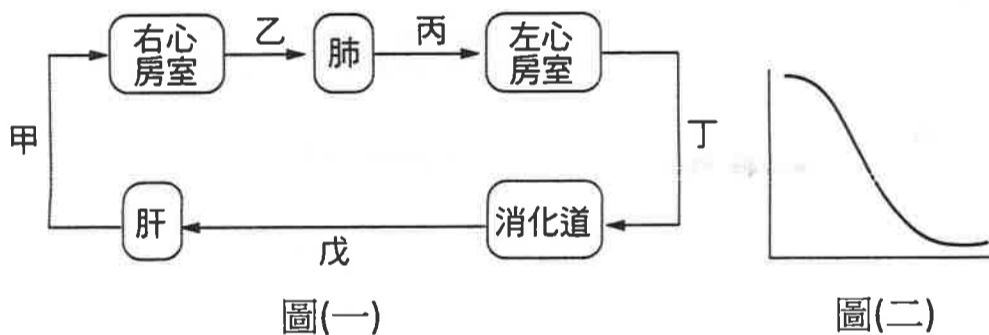 右心
房室
乙
肺
丙
左心
房室
甲
丁
肝
戊
消化道
圖(一)
圖(二)